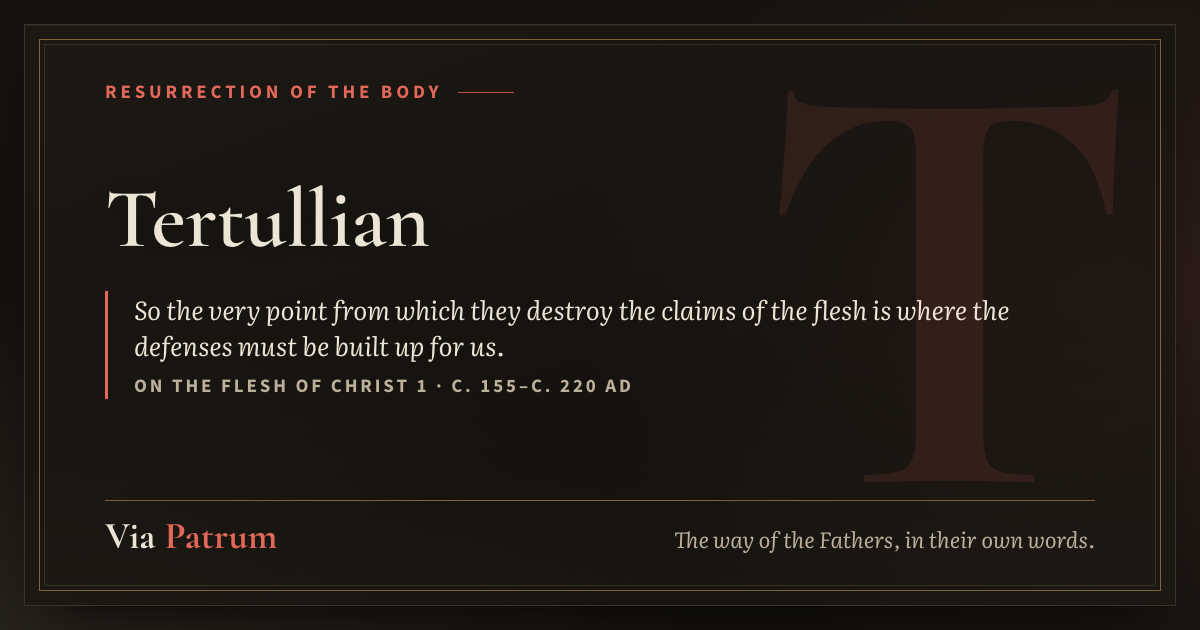 RESURRECTION OF THE BODY
T
Tertullian
So the very point from which they destroy the claims of the flesh is where the
defenses must be built up for us.
ON THE FLESH OF CHRIST 1 · C. 155–C. 220 AD
Via Patrum
The way of the Fathers, in their own words.